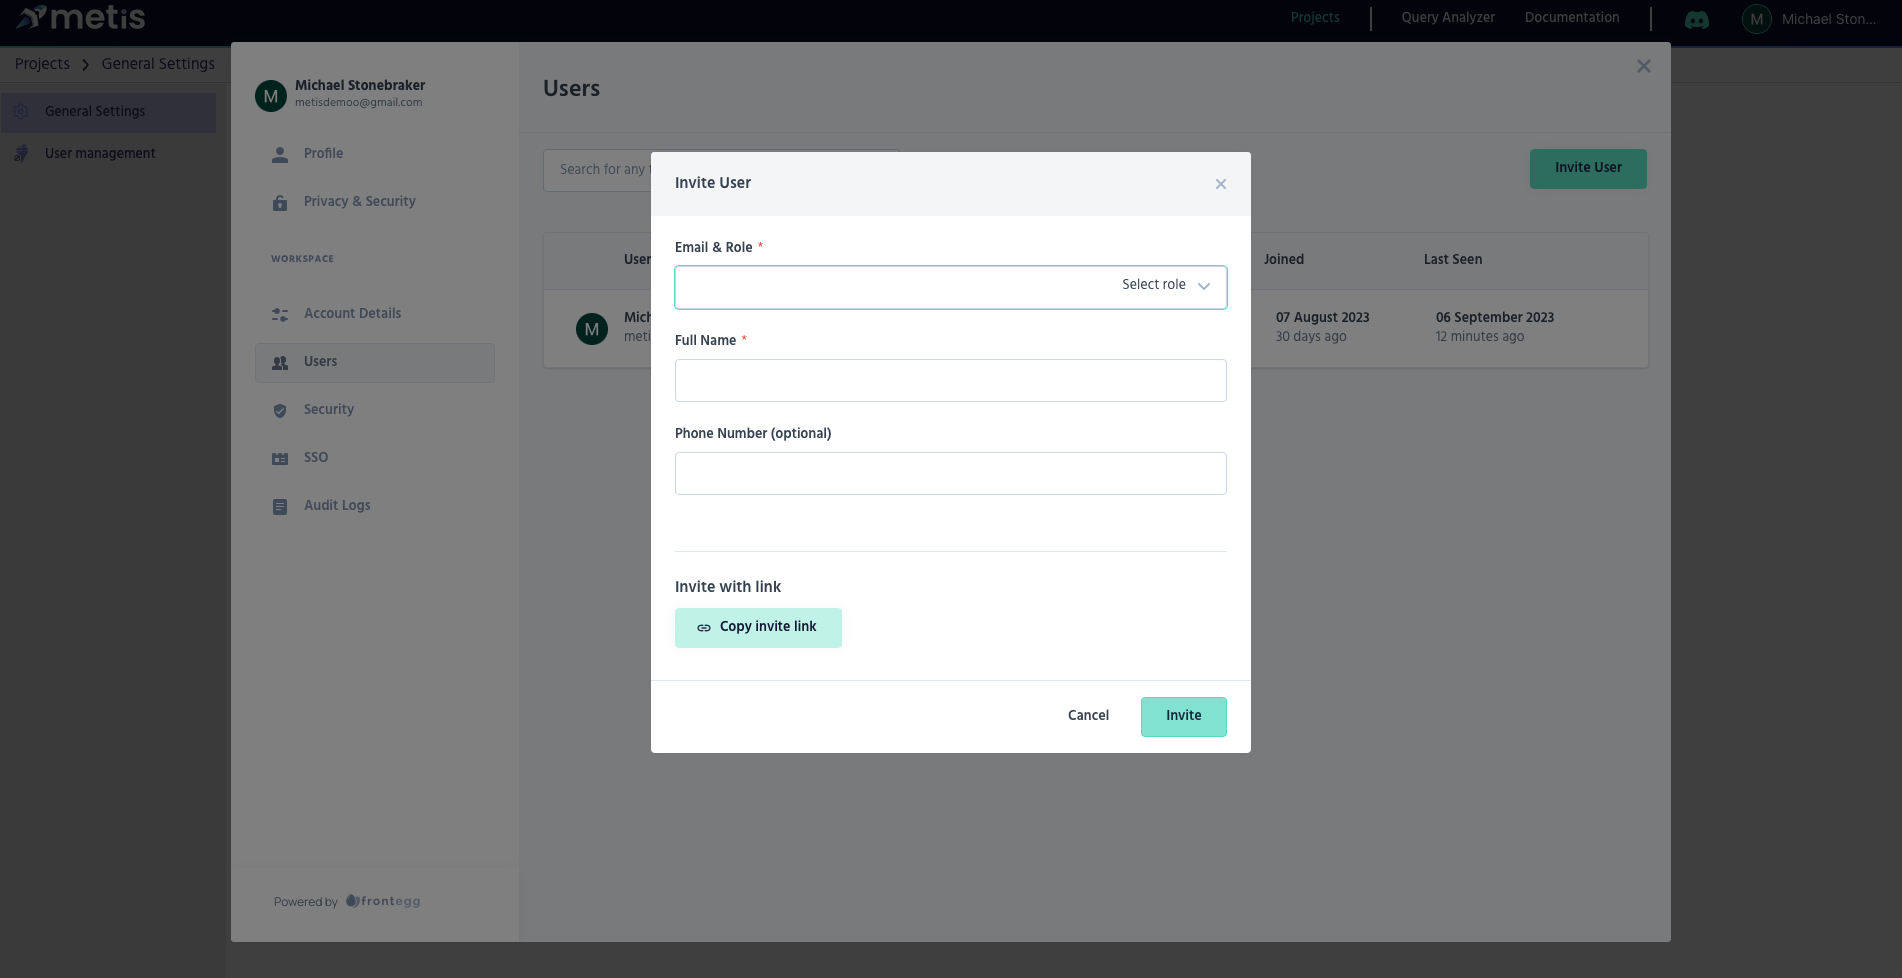 metis
Projects
Query Analyzer
Documentation
M
Michael Ston...
Projects > General Settings
General Settings
User management
M
Michael Stonebraker
metisdemoo@gmail.com
Profile
Privacy & Security
WORKSPACE
Account Details
Users
Security
SSO
Audit Logs
Powered by frontegg
Users
Search for any t
Invite User
User
Joined
Last Seen
M
Mich
meti
07 August 2023
30 days ago
06 September 2023
12 minutes ago
Invite User
Email & Role *
Select role
Full Name *
Phone Number (optional)
Invite with link
Copy invite link
Cancel
Invite